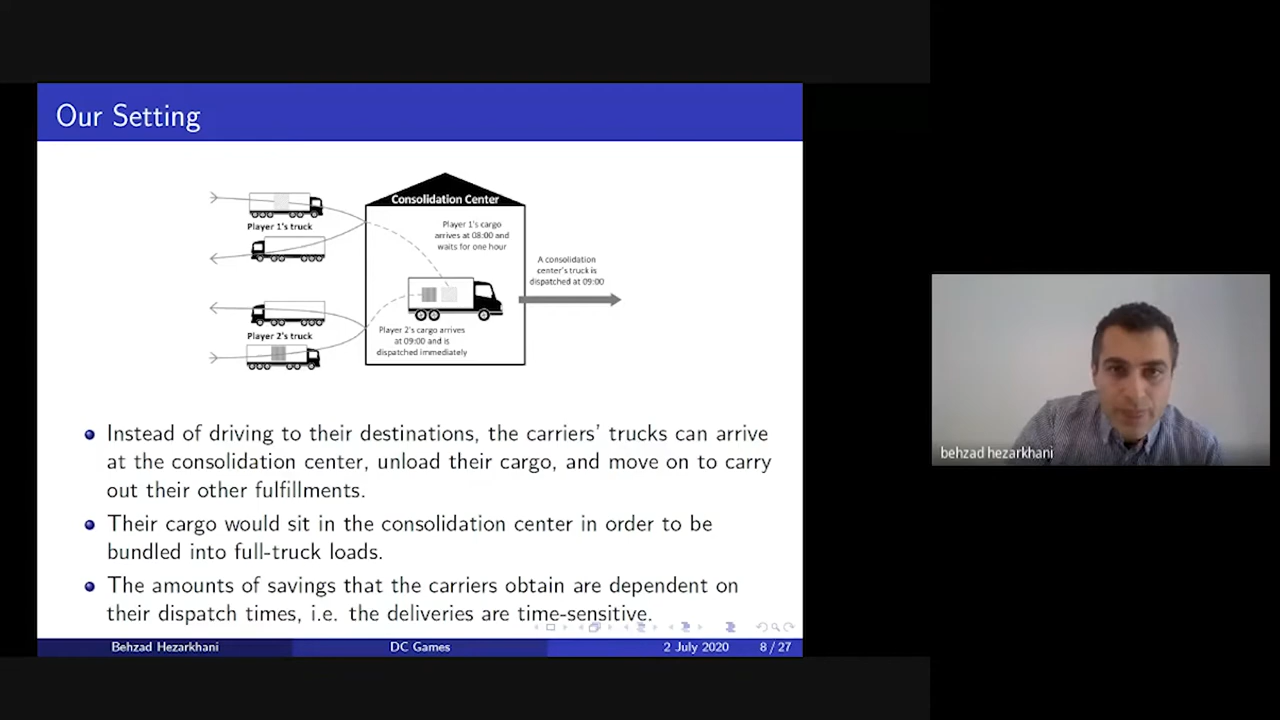 Our Setting
Consolidation Center
Player 1's truck
Player 1's cargo
arrives at 08:00 and
waits for one hour
A consolidation
center's truck is
dispatched at 09:00
Player 2's truck
Player 2's cargo arrives
at 09:00 and is
dispatched immediately
Instead of driving to their destinations, the carriers' trucks can arrive
at the consolidation center, unload their cargo, and move on to carry
out their other fulfillments.
Their cargo would sit in the consolidation center in order to be
bundled into full-truck loads.
The amounts of savings that the carriers obtain are dependent on
their dispatch times, i.e. the deliveries are time-sensitive.
Behzad Hezarkhani DC Games 2 July 2020 8 / 27
behzad hezarkhani